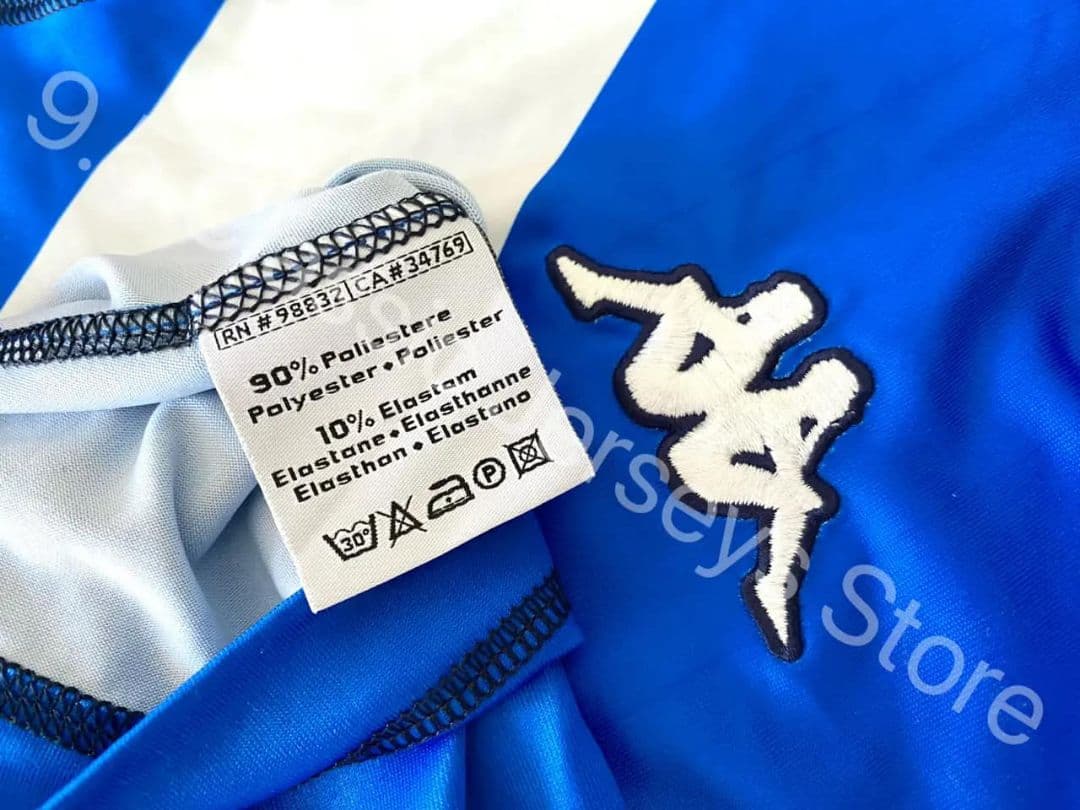 RN #98832 CA#34769
90% Poliestere
Polyester • Poliester
10% Elastam
Elastane • Elasthanne
Elasthan • Elastano
30°
P
9.
Jerseys Store